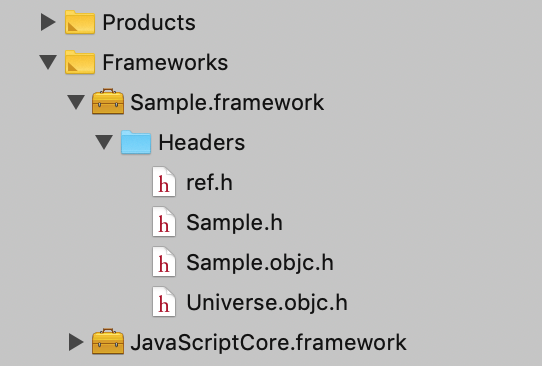 Products
Frameworks
Sample.framework
Headers
h ref.h
h Sample.h
h Sample.objc.h
h Universe.objc.h
JavaScriptCore.framework